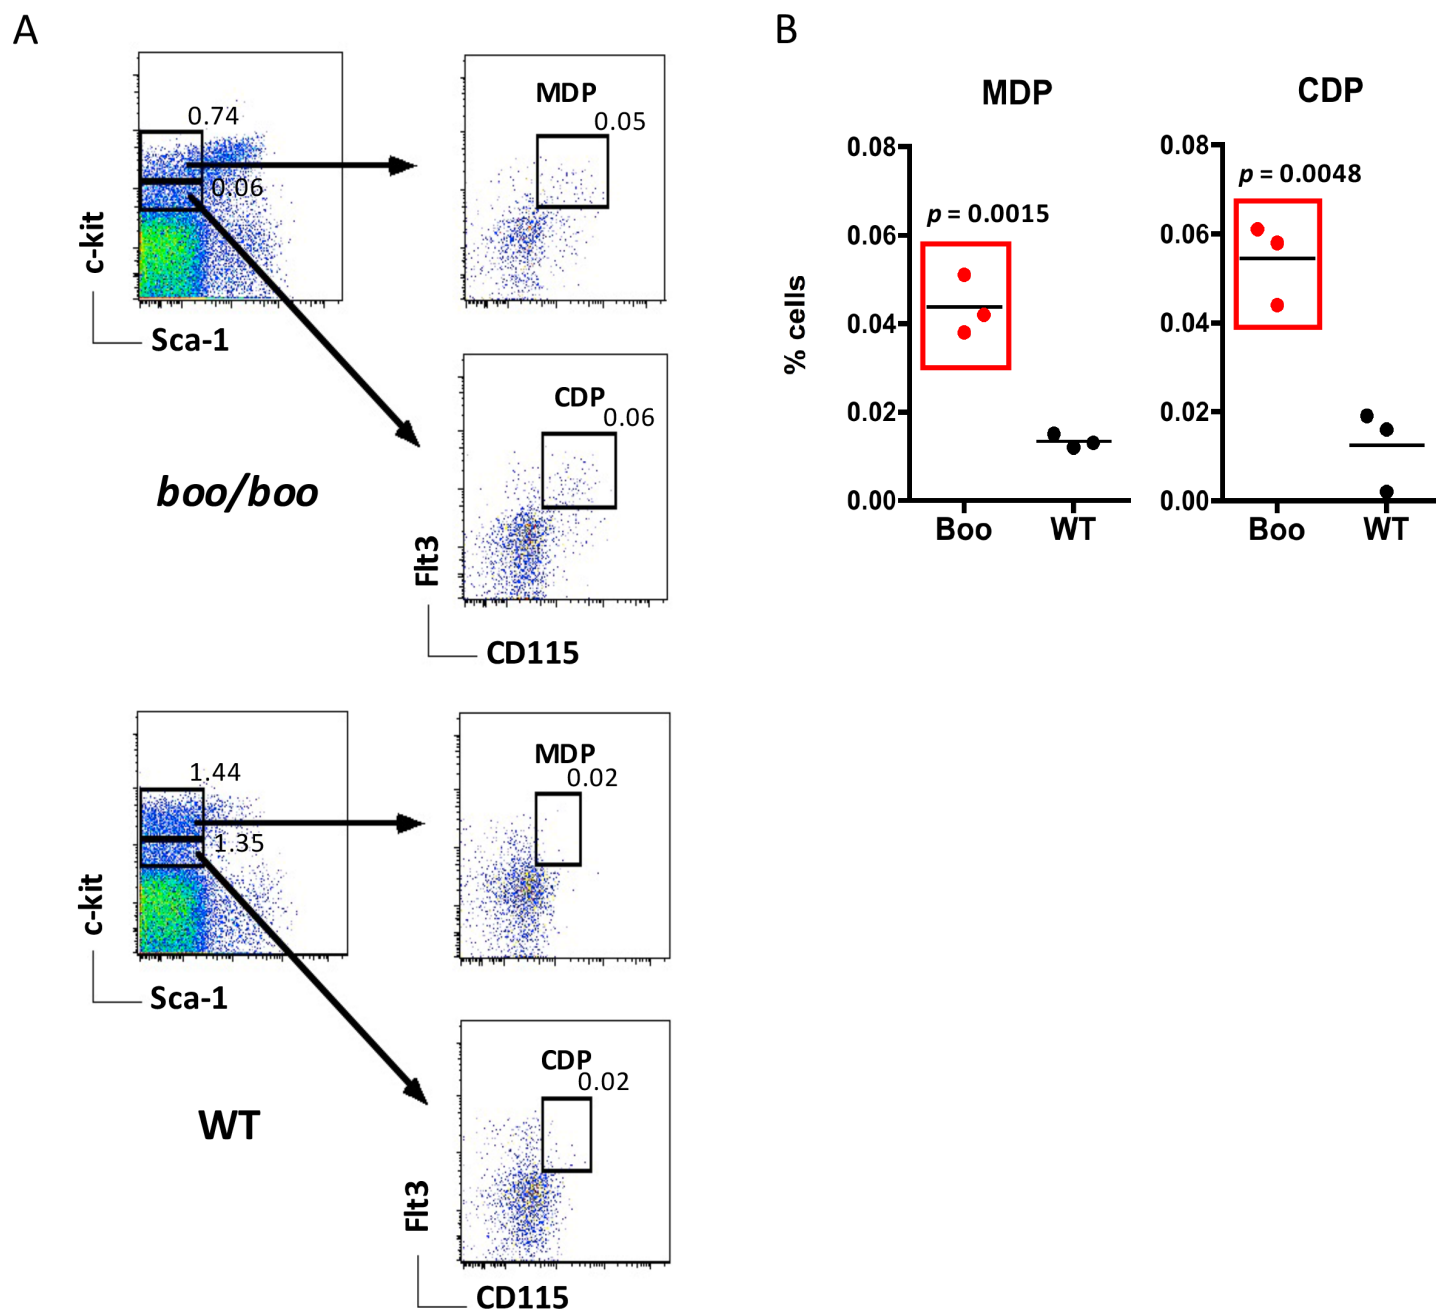 A
0.74
0.06
c-kit
Sca-1
MDP
0.05
CDP
0.06
boo/boo
Flt3
CD115
1.44
1.35
c-kit
Sca-1
MDP
0.02
CDP
0.02
WT
Flt3
CD115
B
MDP
% cells
0.08
0.06
0.04
0.02
0.00
p = 0.0015
Boo WT
CDP
0.08
0.06
0.04
0.02
0.00
p = 0.0048
Boo WT